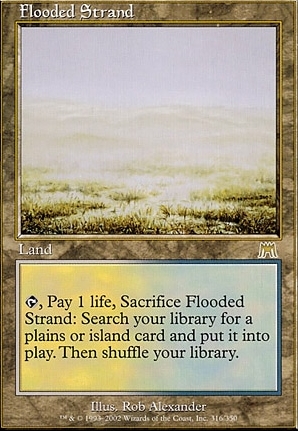 Flooded Strand
Land
, Pay 1 life, Sacrifice Flooded
Strand: Search your library for a
plains or island card and put it into
play. Then shuffle your library.
Illus. Rob Alexander
™ & © 1993–2002 Wizards of the Coast, Inc. 316/350